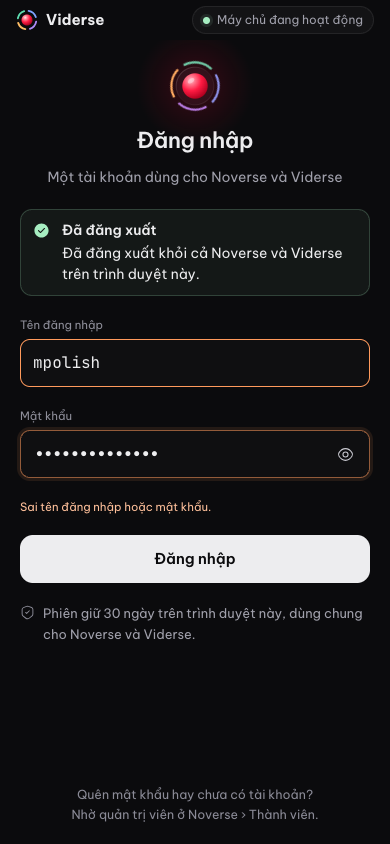 Viderse
Máy chủ đang hoạt động
Đăng nhập
Một tài khoản dùng cho Noverse và Viderse
Đã đăng xuất
Đã đăng xuất khỏi cả Noverse và Viderse
trên trình duyệt này.
Tên đăng nhập
mpolish
Mật khẩu
••••••••••••••
Sai tên đăng nhập hoặc mật khẩu.
Đăng nhập
Phiên giữ 30 ngày trên trình duyệt này, dùng chung
cho Noverse và Viderse.
Quên mật khẩu hay chưa có tài khoản?
Nhờ quản trị viên ở Noverse › Thành viên.